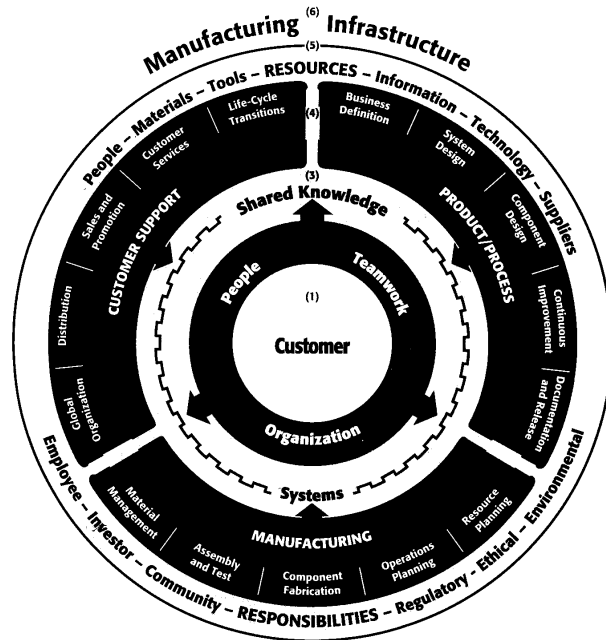 (6)
Manufacturing Infrastructure
(5)
People – Materials – Tools – RESOURCES – Information – Technology – Suppliers
(4)
Life-Cycle
Transitions
Business
Definition
Customer
Services
System
Design
Sales and
Promotion
Component
Design
Distribution
Continuous
Improvement
Global
Organization
Documentation
and Release
CUSTOMER SUPPORT
PRODUCT/PROCESS
(3)
Shared Knowledge
People
Teamwork
(1)
Customer
Organization
Systems
MANUFACTURING
Material
Management
Assembly
and Test
Component
Fabrication
Operations
Planning
Resource
Planning
Employee – Investor – Community – RESPONSIBILITIES – Regulatory – Ethical – Environmental